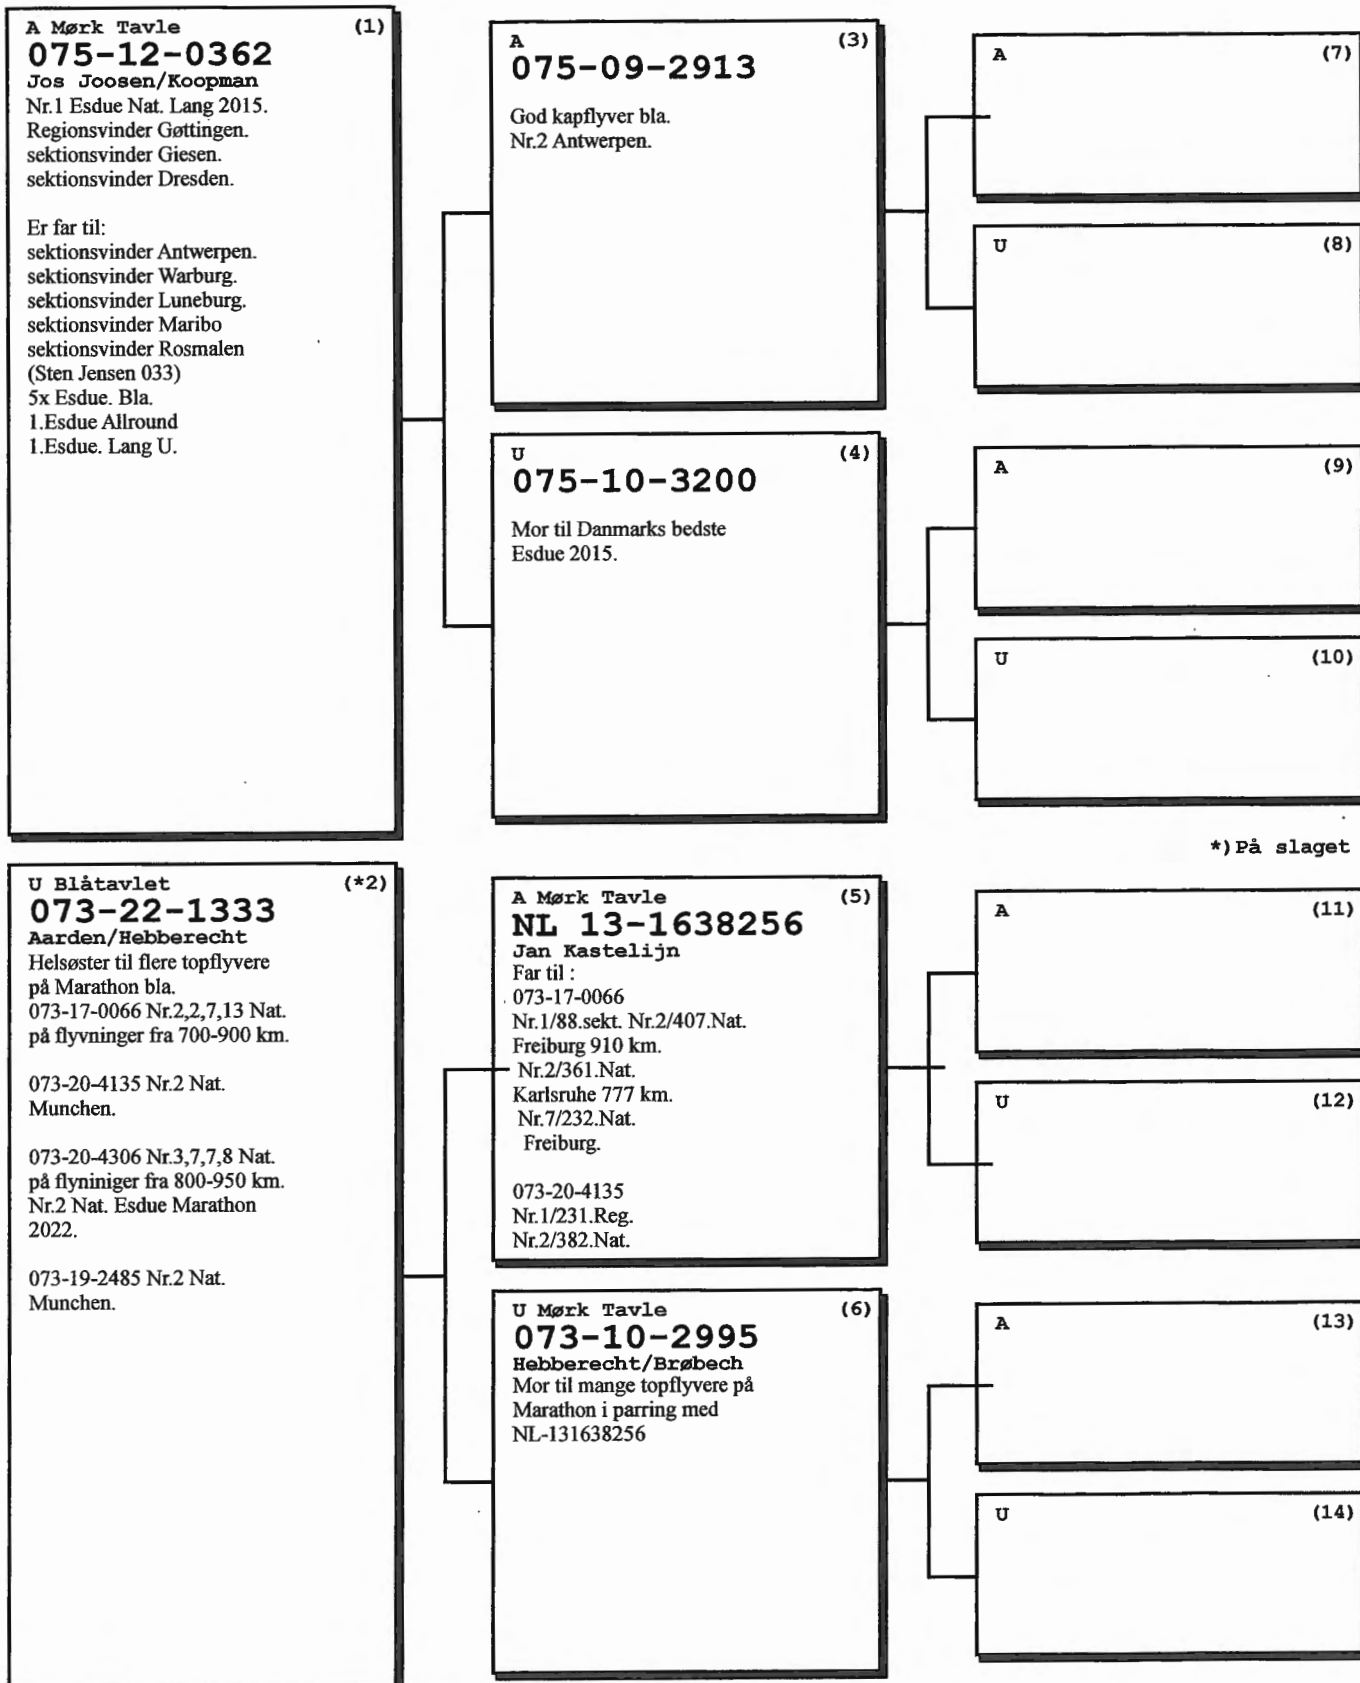 A Mørk Tavle (1)
075-12-0362
Jos Joosen/Koopman
Nr.1 Esdue Nat. Lang 2015.
Regionsvinder Gøttingen.
sektionsvinder Giesen.
sektionsvinder Dresden.
Er far til:
sektionsvinder Antwerpen.
sektionsvinder Warburg.
sektionsvinder Luneburg.
sektionsvinder Maribo
sektionsvinder Rosmalen
(Sten Jensen 033)
5x Esdue. Bla.
1.Esdue Allround
1.Esdue. Lang U.
A (3)
075-09-2913
God kapflyver bla.
Nr.2 Antwerpen.
U (4)
075-10-3200
Mor til Danmarks bedste
Esdue 2015.
A (7)
U (8)
A (9)
U (10)
*)På slaget
U Blåtavlet (*2)
073-22-1333
Aarden/Hebberecht
Helsøster til flere topflyvere
på Marathon bla.
073-17-0066 Nr.2,2,7,13 Nat.
på flyvninger fra 700-900 km.
073-20-4135 Nr.2 Nat.
Munchen.
073-20-4306 Nr.3,7,7,8 Nat.
på flyniniger fra 800-950 km.
Nr.2 Nat. Esdue Marathon
2022.
073-19-2485 Nr.2 Nat.
Munchen.
A Mørk Tavle (5)
NL 13-1638256
Jan Kastelijn
Far til :
073-17-0066
Nr.1/88.sekt. Nr.2/407.Nat.
Freiburg 910 km.
Nr.2/361.Nat.
Karlsruhe 777 km.
Nr.7/232.Nat.
Freiburg.
073-20-4135
Nr.1/231.Reg.
Nr.2/382.Nat.
U Mørk Tavle (6)
073-10-2995
Hebberecht/Brøbech
Mor til mange topflyvere på
Marathon i parring med
NL-131638256
A (11)
U (12)
A (13)
U (14)